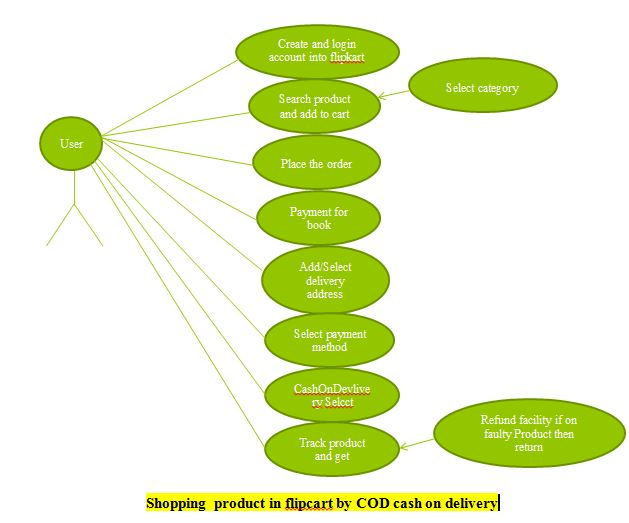 Create and login
account into flipkart
Select category
Search product
and add to cart
User
Place the order
Payment for
book
Add/Select
delivery
address
Select payment
method
CashOnDevlive
ry Select
Refund facility if on
faulty Product then
return
Track product
and get
Shopping product in flipcart by COD cash on delivery